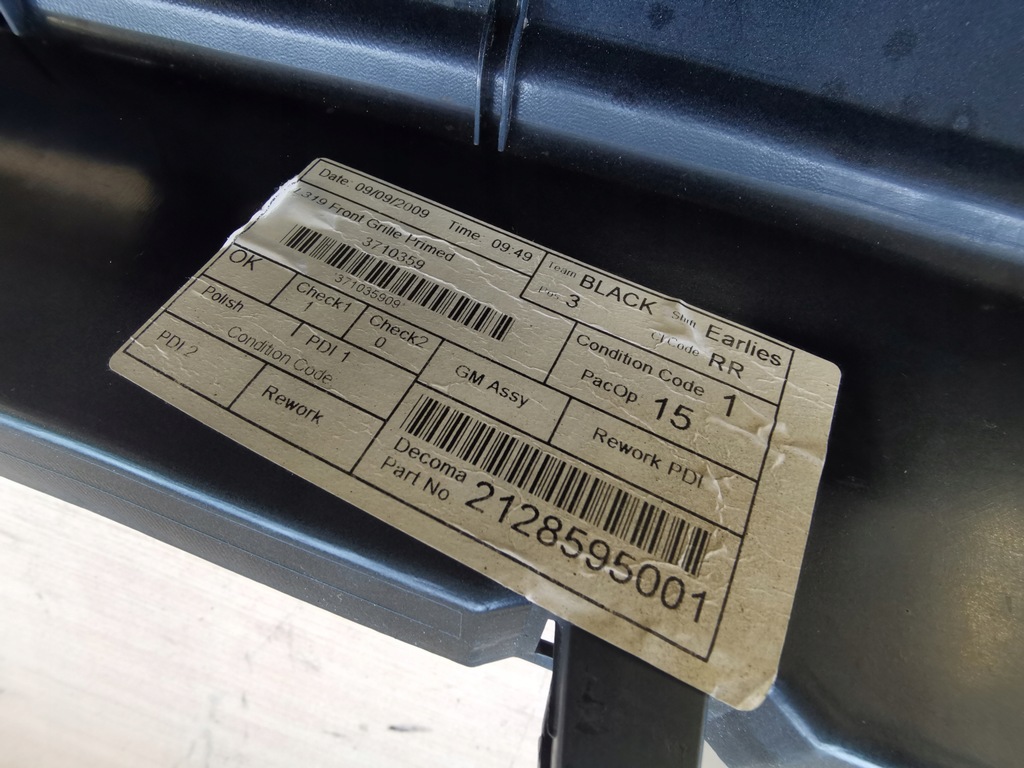 Date 09/09/2009 Time 09:49
L319 Front Grille Primed
3710359
*371035909*
Team BLACK Shift Earlies
Pos 3 C/Code RR
OK
Check1
1
Check2
0
Condition Code 1
PacOp. 15
Polish
Condition Code
PDI 1
GM Assy
Rework PDI
PDI 2
Rework
Decoma
Part No 2128595001